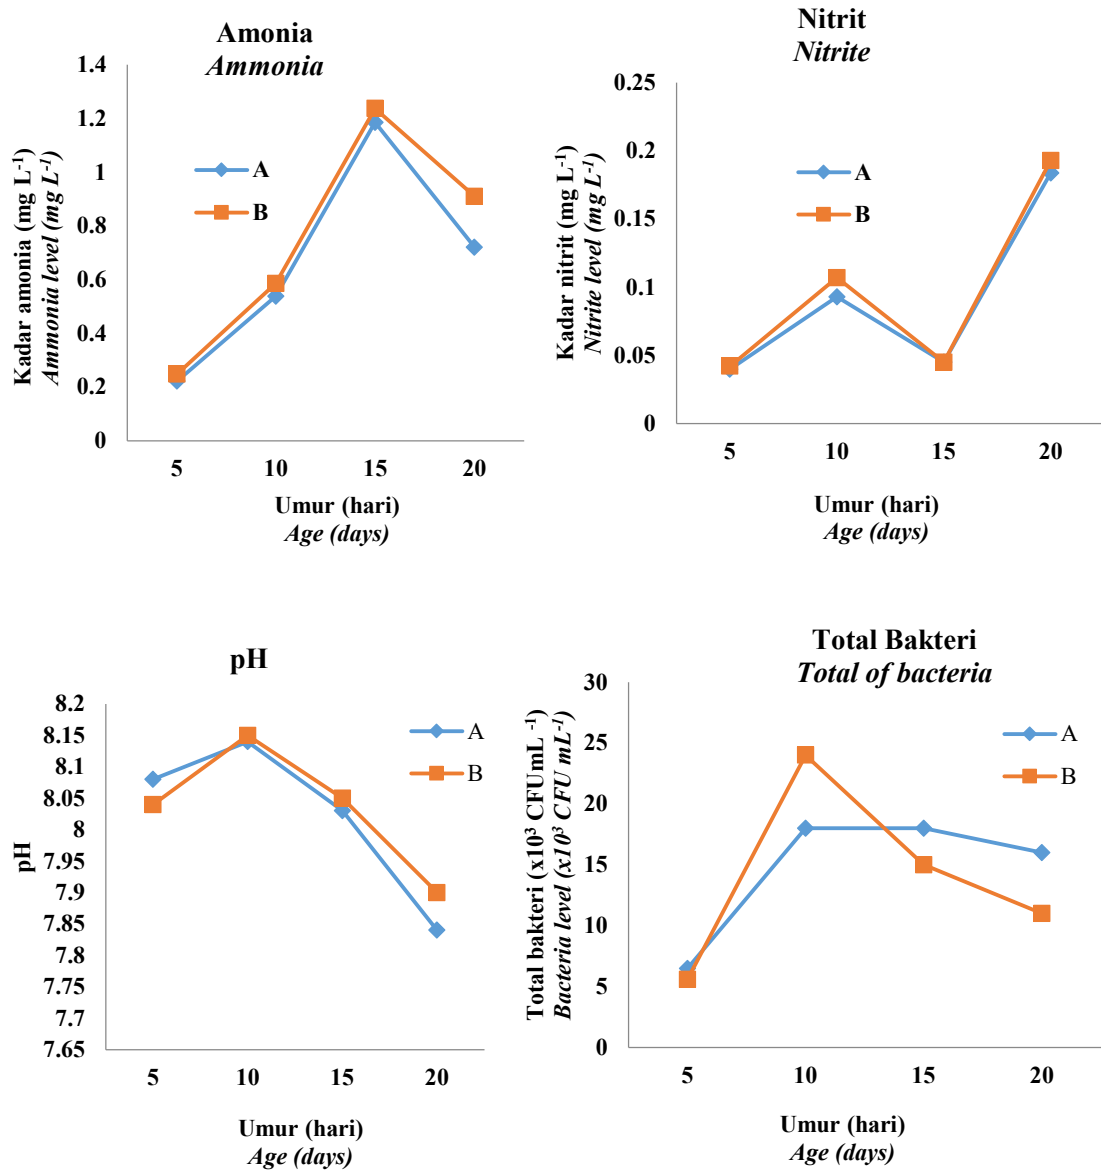 Amonia
Ammonia
Kadar amonia (mg L-1)
Ammonia level (mg L-1)
1.4
1.2
1
0.8
0.6
0.4
0.2
0
A
B
5 10 15 20
Umur (hari)
Age (days)
Nitrit
Nitrite
Kadar nitrit (mg L-1)
Nitrite level (mg L-1)
0.25
0.2
0.15
0.1
0.05
0
A
B
5 10 15 20
Umur (hari)
Age (days)
pH
pH
8.2
8.15
8.1
8.05
8
7.95
7.9
7.85
7.8
7.75
7.7
7.65
A
B
5 10 15 20
Umur (hari)
Age (days)
Total Bakteri
Total of bacteria
Total bakteri (x10³ CFU mL -1)
Bacteria level (x10³ CFU mL-1)
30
25
20
15
10
5
0
A
B
5 10 15 20
Umur (hari)
Age (days)